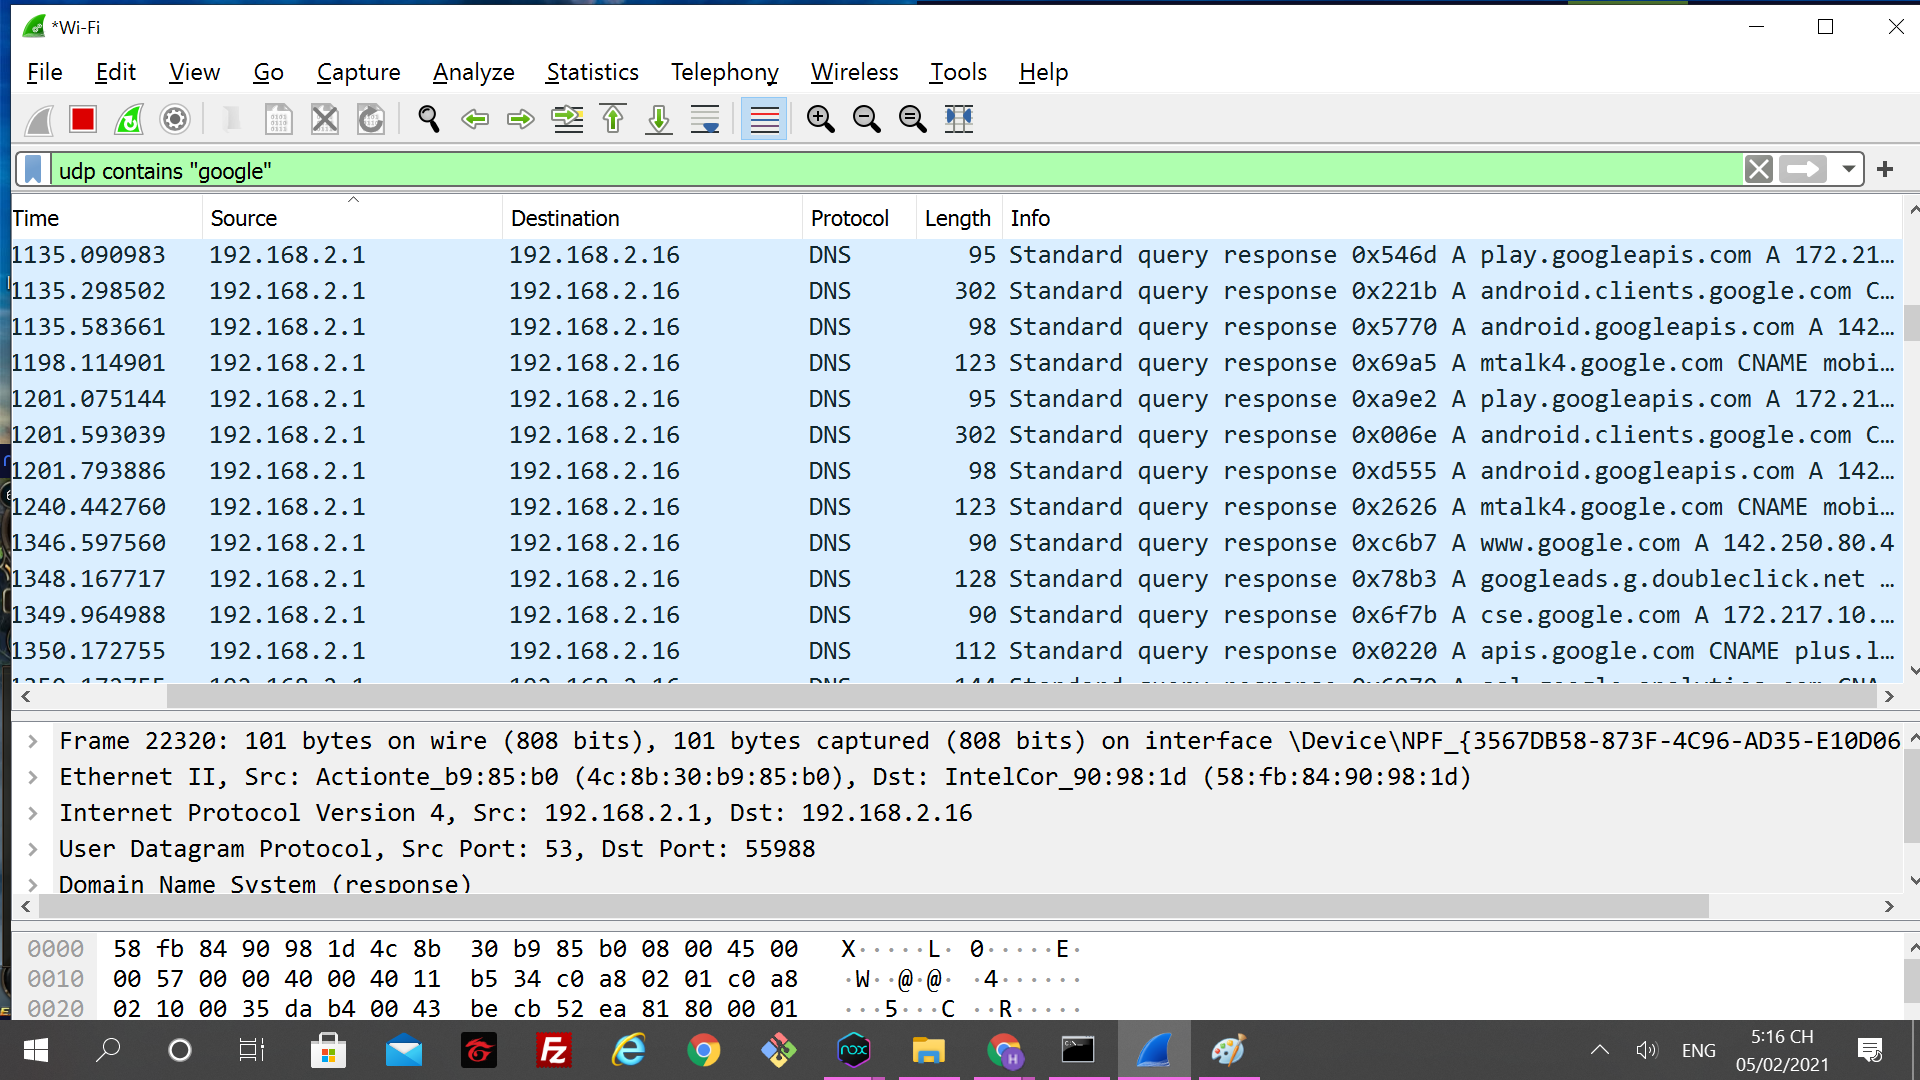 *Wi-Fi
File Edit View Go Capture Analyze Statistics Telephony Wireless Tools Help
udp contains "google"
Time Source Destination Protocol Length Info
1135.090983 192.168.2.1 192.168.2.16 DNS 95 Standard query response 0x546d A play.googleapis.com A 172.21…
1135.298502 192.168.2.1 192.168.2.16 DNS 302 Standard query response 0x221b A android.clients.google.com C…
1135.583661 192.168.2.1 192.168.2.16 DNS 98 Standard query response 0x5770 A android.googleapis.com A 142…
1198.114901 192.168.2.1 192.168.2.16 DNS 123 Standard query response 0x69a5 A mtalk4.google.com CNAME mobi…
1201.075144 192.168.2.1 192.168.2.16 DNS 95 Standard query response 0xa9e2 A play.googleapis.com A 172.21…
1201.593039 192.168.2.1 192.168.2.16 DNS 302 Standard query response 0x006e A android.clients.google.com C…
1201.793886 192.168.2.1 192.168.2.16 DNS 98 Standard query response 0xd555 A android.googleapis.com A 142…
1240.442760 192.168.2.1 192.168.2.16 DNS 123 Standard query response 0x2626 A mtalk4.google.com CNAME mobi…
1346.597560 192.168.2.1 192.168.2.16 DNS 90 Standard query response 0xc6b7 A www.google.com A 142.250.80.4
1348.167717 192.168.2.1 192.168.2.16 DNS 128 Standard query response 0x78b3 A googleads.g.doubleclick.net …
1349.964988 192.168.2.1 192.168.2.16 DNS 90 Standard query response 0x6f7b A cse.google.com A 172.217.10.…
1350.172755 192.168.2.1 192.168.2.16 DNS 112 Standard query response 0x0220 A apis.google.com CNAME plus.l…
1350.172755 192.168.2.1 192.168.2.16 DNS 144 Standard query response
Frame 22320: 101 bytes on wire (808 bits), 101 bytes captured (808 bits) on interface \Device\NPF_{3567DB58-873F-4C96-AD35-E10D06
Ethernet II, Src: Actionte_b9:85:b0 (4c:8b:30:b9:85:b0), Dst: IntelCor_90:98:1d (58:fb:84:90:98:1d)
Internet Protocol Version 4, Src: 192.168.2.1, Dst: 192.168.2.16
User Datagram Protocol, Src Port: 53, Dst Port: 55988
Domain Name System (response)
0000 58 fb 84 90 98 1d 4c 8b 30 b9 85 b0 08 00 45 00 X·····L· 0·····E·
0010 00 57 00 00 40 00 40 11 b5 34 c0 a8 02 01 c0 a8 ·W··@·@· ·4······
0020 02 10 00 35 da b4 00 43 be cb 52 ea 81 80 00 01 ···5···C ··R·····
nox
H
ENG
5:16 CH
05/02/2021